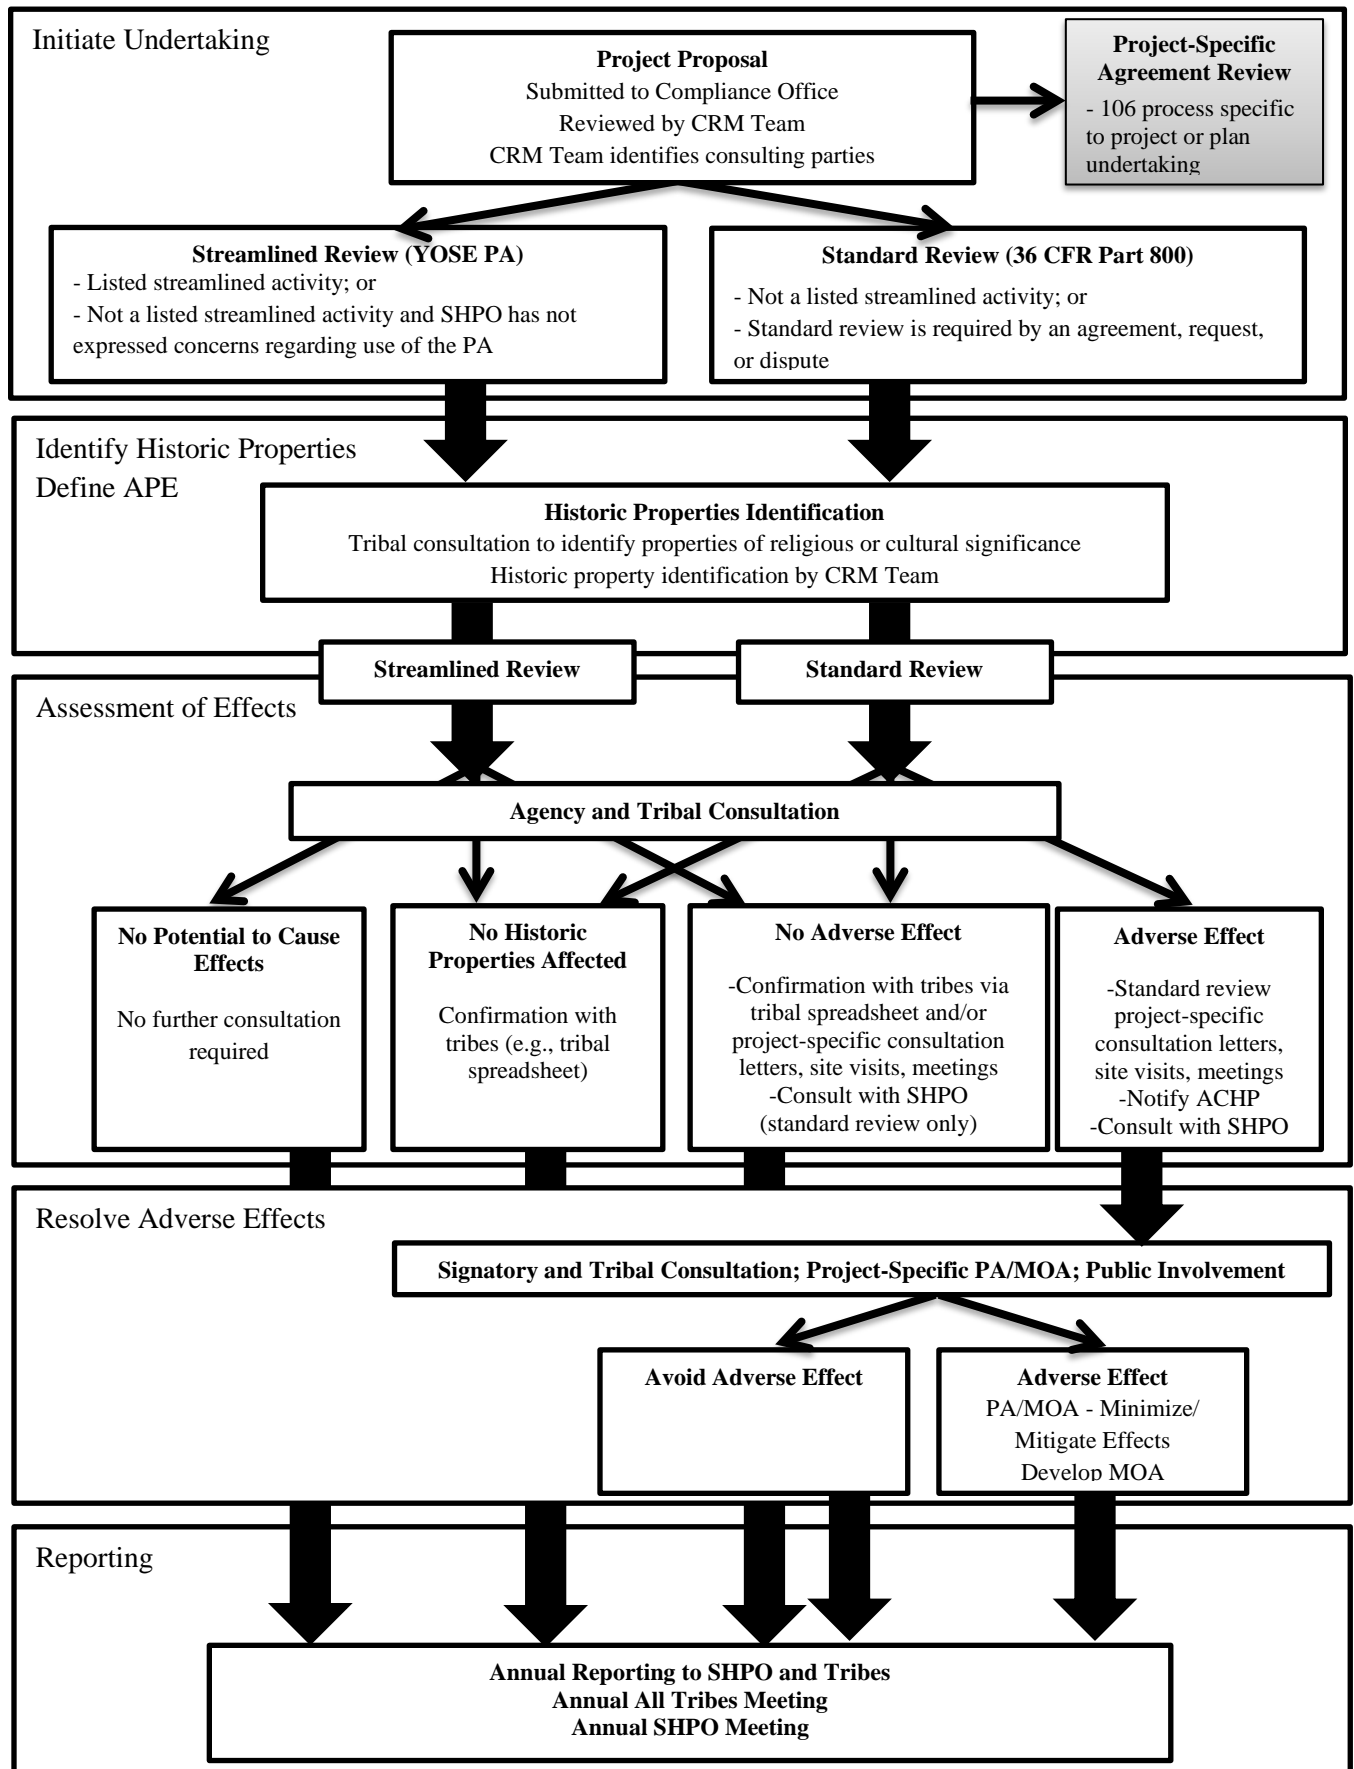 Initiate Undertaking
Project Proposal
Submitted to Compliance Office
Reviewed by CRM Team
CRM Team identifies consulting parties
Project-Specific
Agreement Review
- 106 process specific
to project or plan
undertaking
Streamlined Review (YOSE PA)
- Listed streamlined activity; or
- Not a listed streamlined activity and SHPO has not
expressed concerns regarding use of the PA
Standard Review (36 CFR Part 800)
- Not a listed streamlined activity; or
- Standard review is required by an agreement, request,
or dispute
Identify Historic Properties
Define APE
Historic Properties Identification
Tribal consultation to identify properties of religious or cultural significance
Historic property identification by CRM Team
Streamlined Review
Standard Review
Assessment of Effects
Agency and Tribal Consultation
No Potential to Cause
Effects
No further consultation
required
No Historic
Properties Affected
Confirmation with
tribes (e.g., tribal
spreadsheet)
No Adverse Effect
-Confirmation with tribes via
tribal spreadsheet and/or
project-specific consultation
letters, site visits, meetings
-Consult with SHPO
(standard review only)
Adverse Effect
-Standard review
project-specific
consultation letters,
site visits, meetings
-Notify ACHP
-Consult with SHPO
Resolve Adverse Effects
Signatory and Tribal Consultation; Project-Specific PA/MOA; Public Involvement
Avoid Adverse Effect
Adverse Effect
PA/MOA - Minimize/
Mitigate Effects
Develop MOA
Reporting
Annual Reporting to SHPO and Tribes
Annual All Tribes Meeting
Annual SHPO Meeting